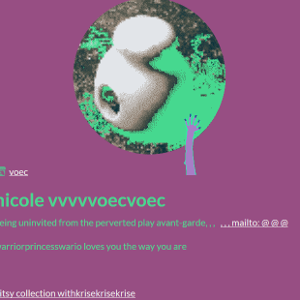 voec
nicole vvvvvoecvoec
eing uninvited from the perverted play avant-garde, , , , , , mailto: @ @ @
varriorprincesswario loves you the way you are
itsy collection withkrisekrisekrise